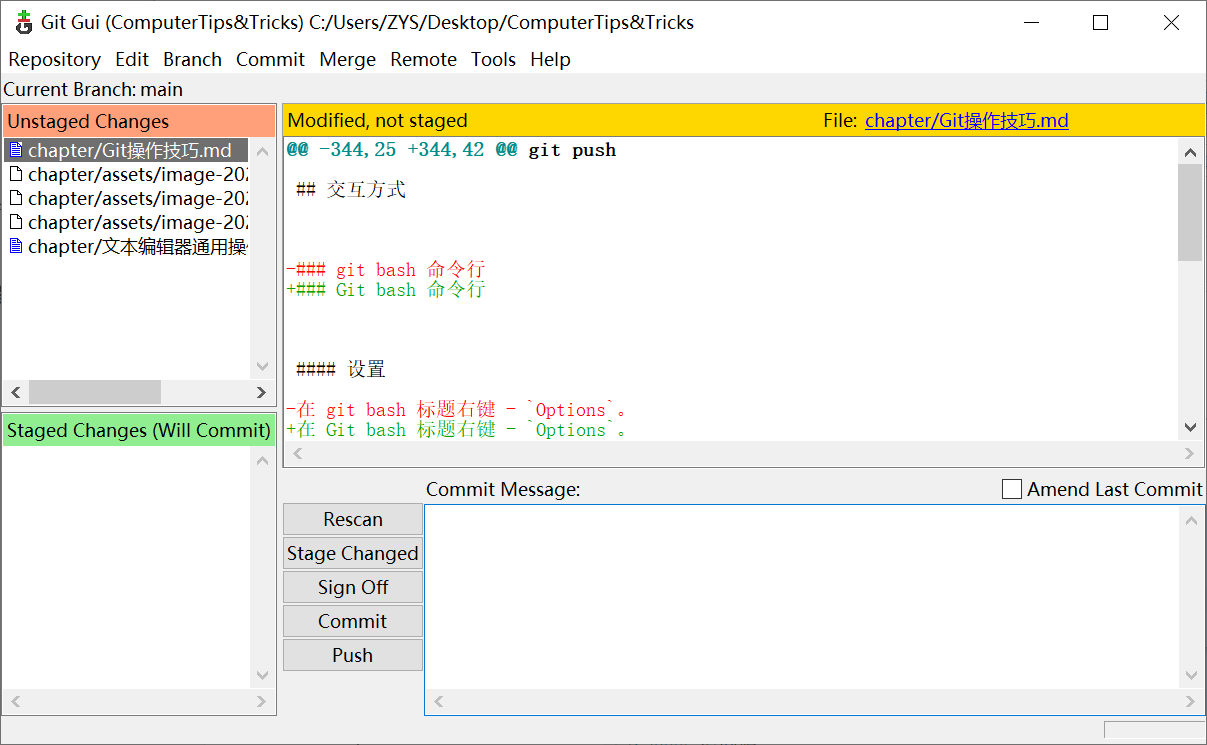 Git Gui (ComputerTips&Tricks) C:/Users/ZYS/Desktop/ComputerTips&Tricks
Repository Edit Branch Commit Merge Remote Tools Help
Current Branch: main
Unstaged Changes
chapter/Git操作技巧.md
chapter/assets/image-202
chapter/assets/image-202
chapter/assets/image-202
chapter/文本编辑器通用操
Staged Changes (Will Commit)
Modified, not staged File: chapter/Git操作技巧.md
@@ -344,25 +344,42 @@ git push
## 交互方式
-### git bash 命令行
+### Git bash 命令行
#### 设置
-在 git bash 标题右键 - `Options`。
+在 Git bash 标题右键 - `Options`。
Commit Message: Amend Last Commit
Rescan
Stage Changed
Sign Off
Commit
Push